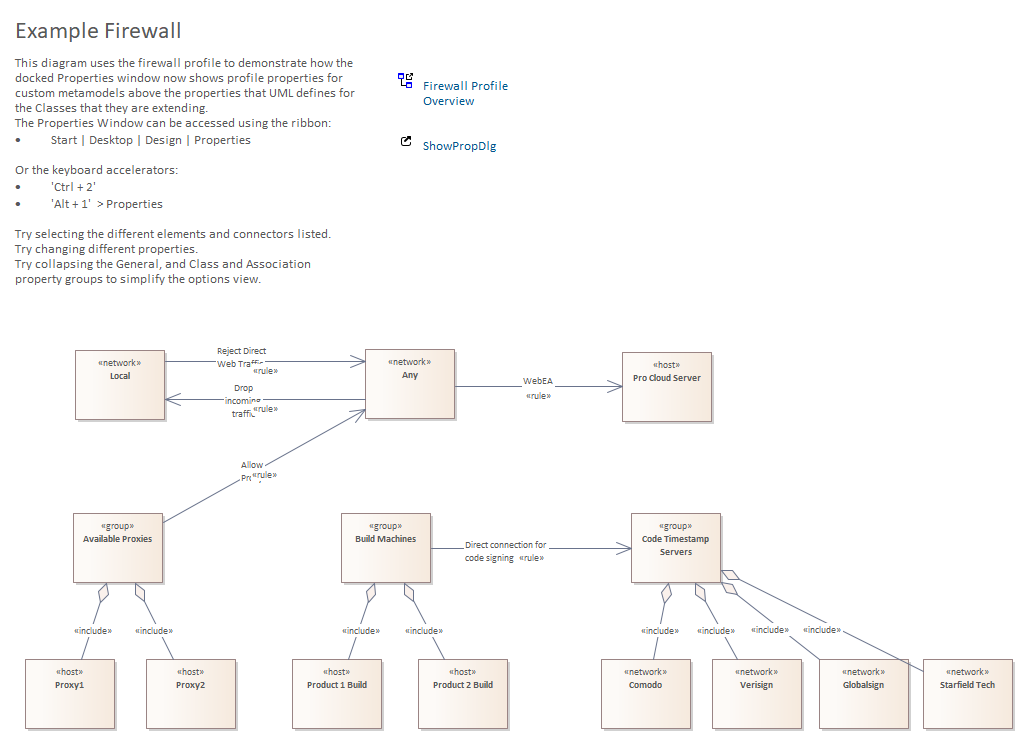 Example Firewall
This diagram uses the firewall profile to demonstrate how the
docked Properties window now shows profile properties for
custom metamodels above the properties that UML defines for
the Classes that they are extending.
The Properties Window can be accessed using the ribbon:
• Start | Desktop | Design | Properties
Or the keyboard accelerators:
• 'Ctrl + 2'
• 'Alt + 1' > Properties
Try selecting the different elements and connectors listed.
Try changing different properties.
Try collapsing the General, and Class and Association
property groups to simplify the options view.
Firewall Profile
Overview
ShowPropDlg
«network»
Local
Reject Direct
Web Traffic
«rule»
Drop
incoming
traffic
«rule»
«network»
Any
WebEA
«rule»
«host»
Pro Cloud Server
Allow
«rule»
«group»
Available Proxies
«group»
Build Machines
Direct connection for
code signing «rule»
«group»
Code Timestamp
Servers
«include»
«include»
«include»
«include»
«include»
«include»
«include»
«include»
«host»
Proxy1
«host»
Proxy2
«host»
Product 1 Build
«host»
Product 2 Build
«network»
Comodo
«network»
Verisign
«network»
Globalsign
«network»
Starfield Tech